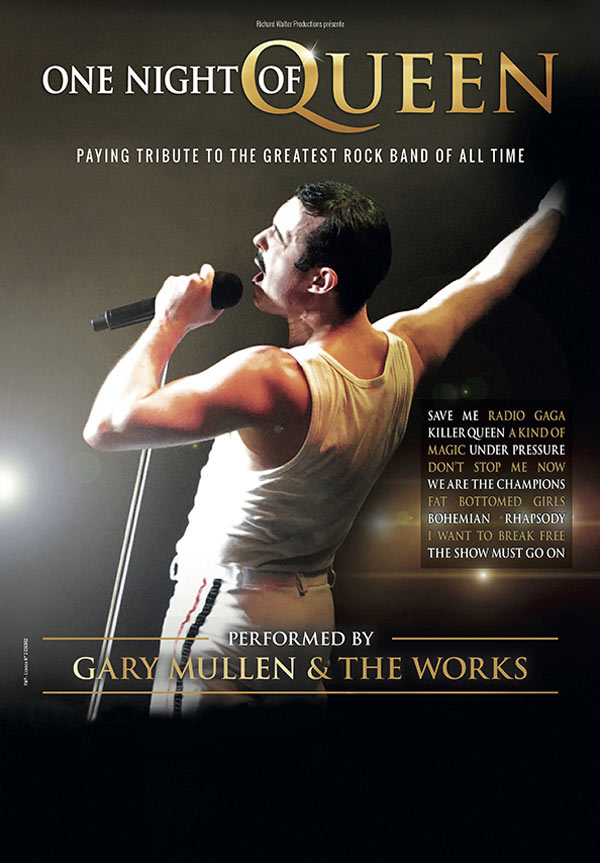 Richard Walter Productions présente
ONE NIGHT OF QUEEN
PAYING TRIBUTE TO THE GREATEST ROCK BAND OF ALL TIME
SAVE ME RADIO GAGA
KILLER QUEEN A KIND OF
MAGIC UNDER PRESSURE
DON'T STOP ME NOW
WE ARE THE CHAMPIONS
FAT BOTTOMED GIRLS
BOHEMIAN RHAPSODY
I WANT TO BREAK FREE
THE SHOW MUST GO ON
PERFORMED BY
GARY MULLEN & THE WORKS